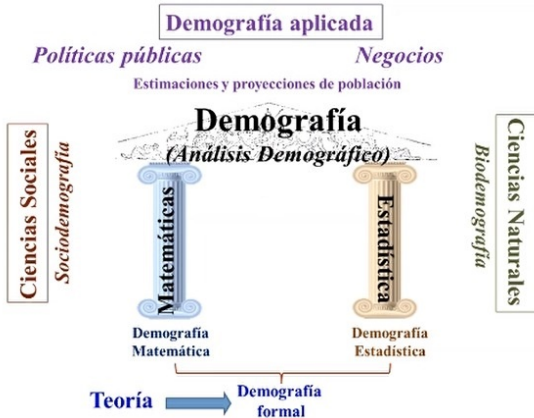 Demografía aplicada
Políticas públicas
Negocios
Estimaciones y proyecciones de población
Demografía
(Análisis Demográfico)
Ciencias Sociales
Sociodemografía
Matemáticas
Estadística
Biodemografía
Ciencias Naturales
Demografía
Matemática
Demografía
Estadística
Teoría
Demografía
formal